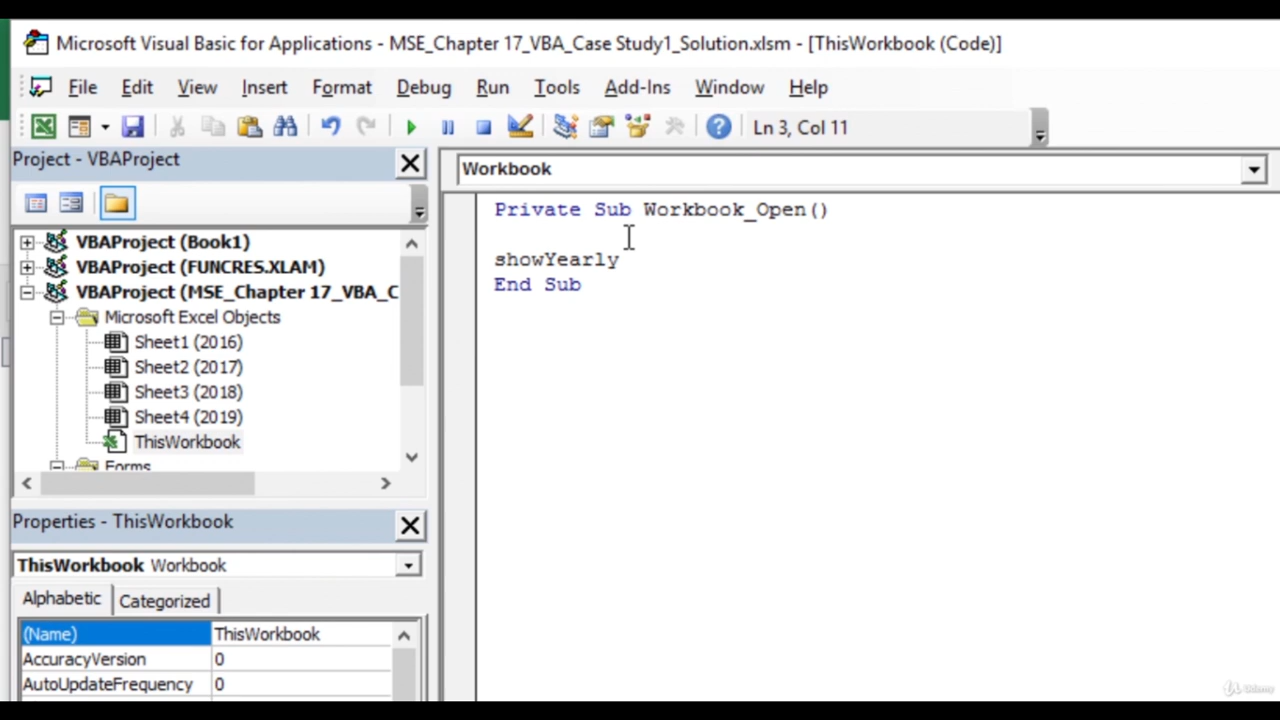 Microsoft Visual Basic for Applications - MSE_Chapter 17_VBA_Case Study1_Solution.xlsm - [ThisWorkbook (Code)]
File Edit View Insert Format Debug Run Tools Add-Ins Window Help
Ln 3, Col 11
Project - VBAProject
Workbook
Private Sub Workbook_Open()
showYearly
End Sub
VBAProject (Book1)
VBAProject (FUNCRES.XLAM)
VBAProject (MSE_Chapter 17_VBA_C
Microsoft Excel Objects
Sheet1 (2016)
Sheet2 (2017)
Sheet3 (2018)
Sheet4 (2019)
ThisWorkbook
Forms
Properties - ThisWorkbook
ThisWorkbook Workbook
Alphabetic Categorized
(Name) ThisWorkbook
AccuracyVersion 0
AutoUpdateFrequency 0
Udemy